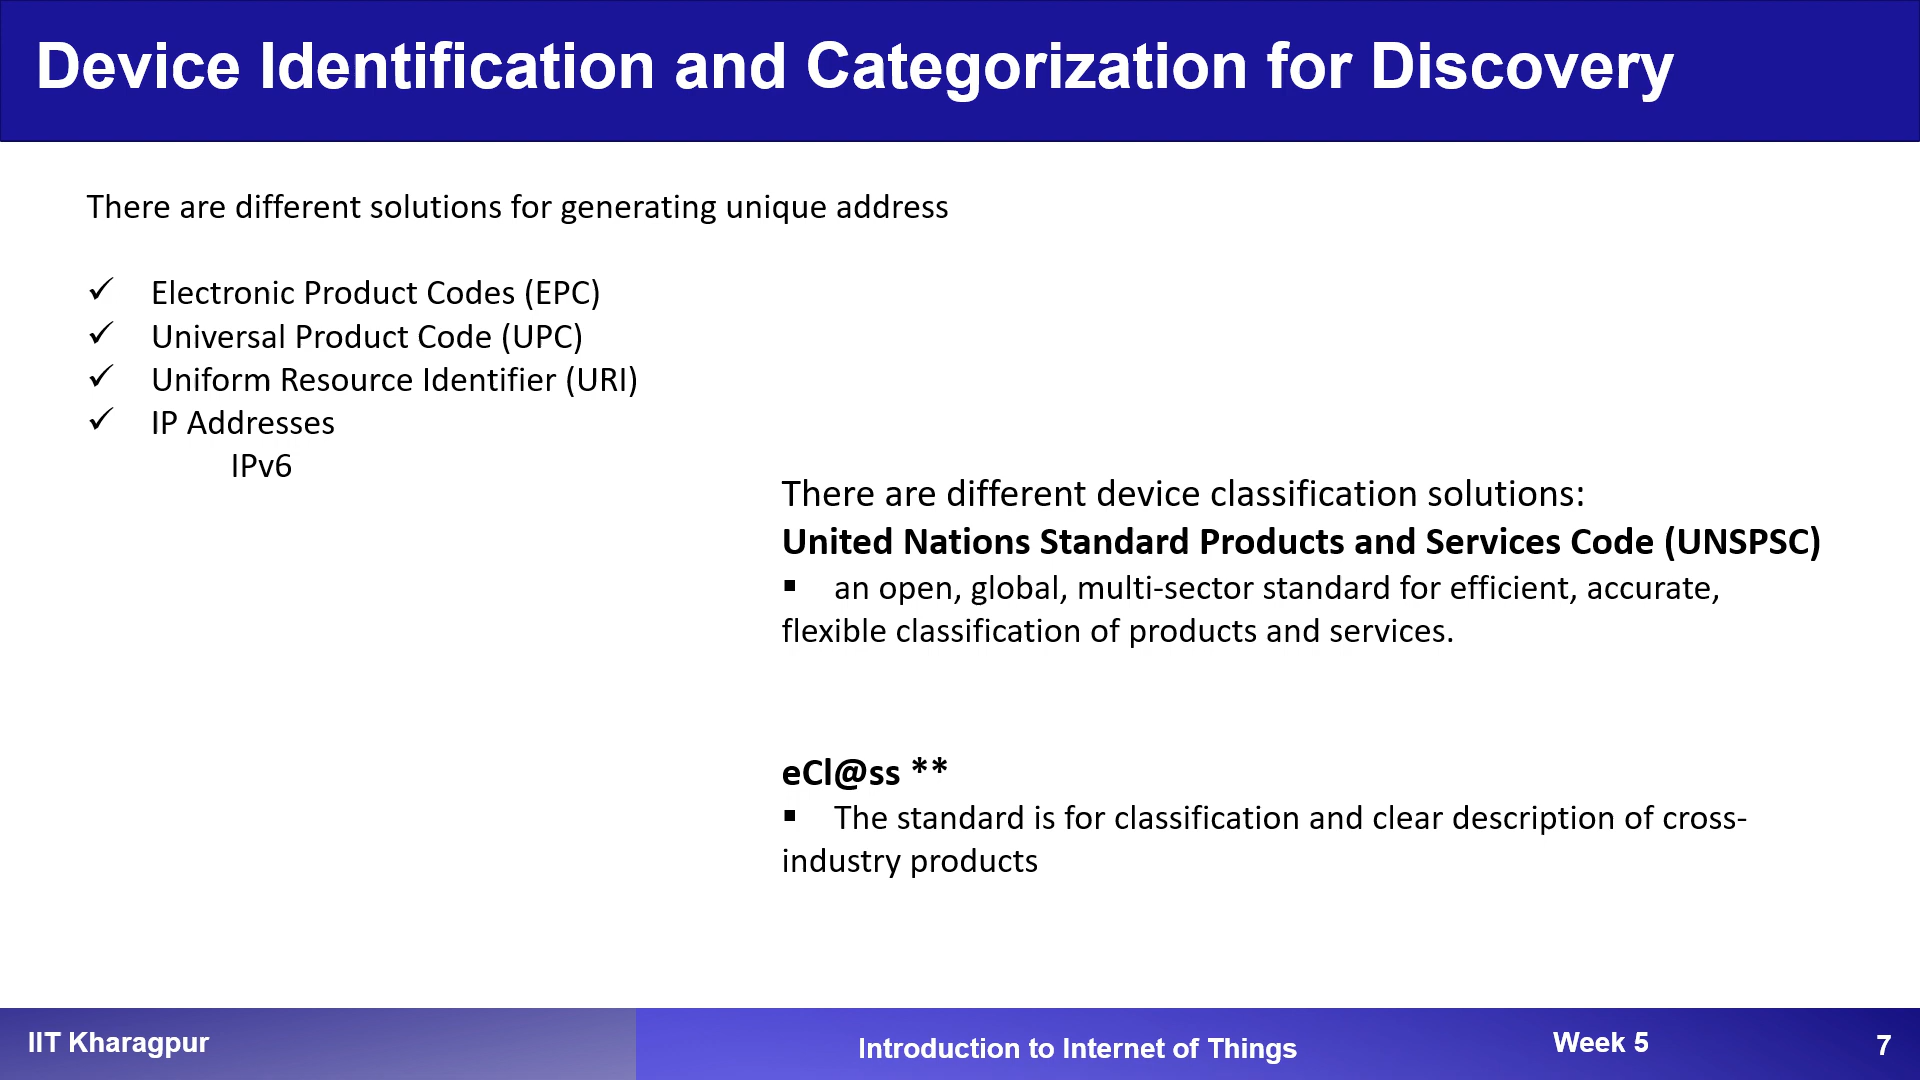 Device Identification and Categorization for Discovery
There are different solutions for generating unique address
✓ Electronic Product Codes (EPC)
✓ Universal Product Code (UPC)
✓ Uniform Resource Identifier (URI)
✓ IP Addresses
IPv6
There are different device classification solutions:
United Nations Standard Products and Services Code (UNSPSC)
▪ an open, global, multi-sector standard for efficient, accurate,
flexible classification of products and services.
eCl@ss **
▪ The standard is for classification and clear description of cross-
industry products
IIT Kharagpur
Introduction to Internet of Things
Week 5
7